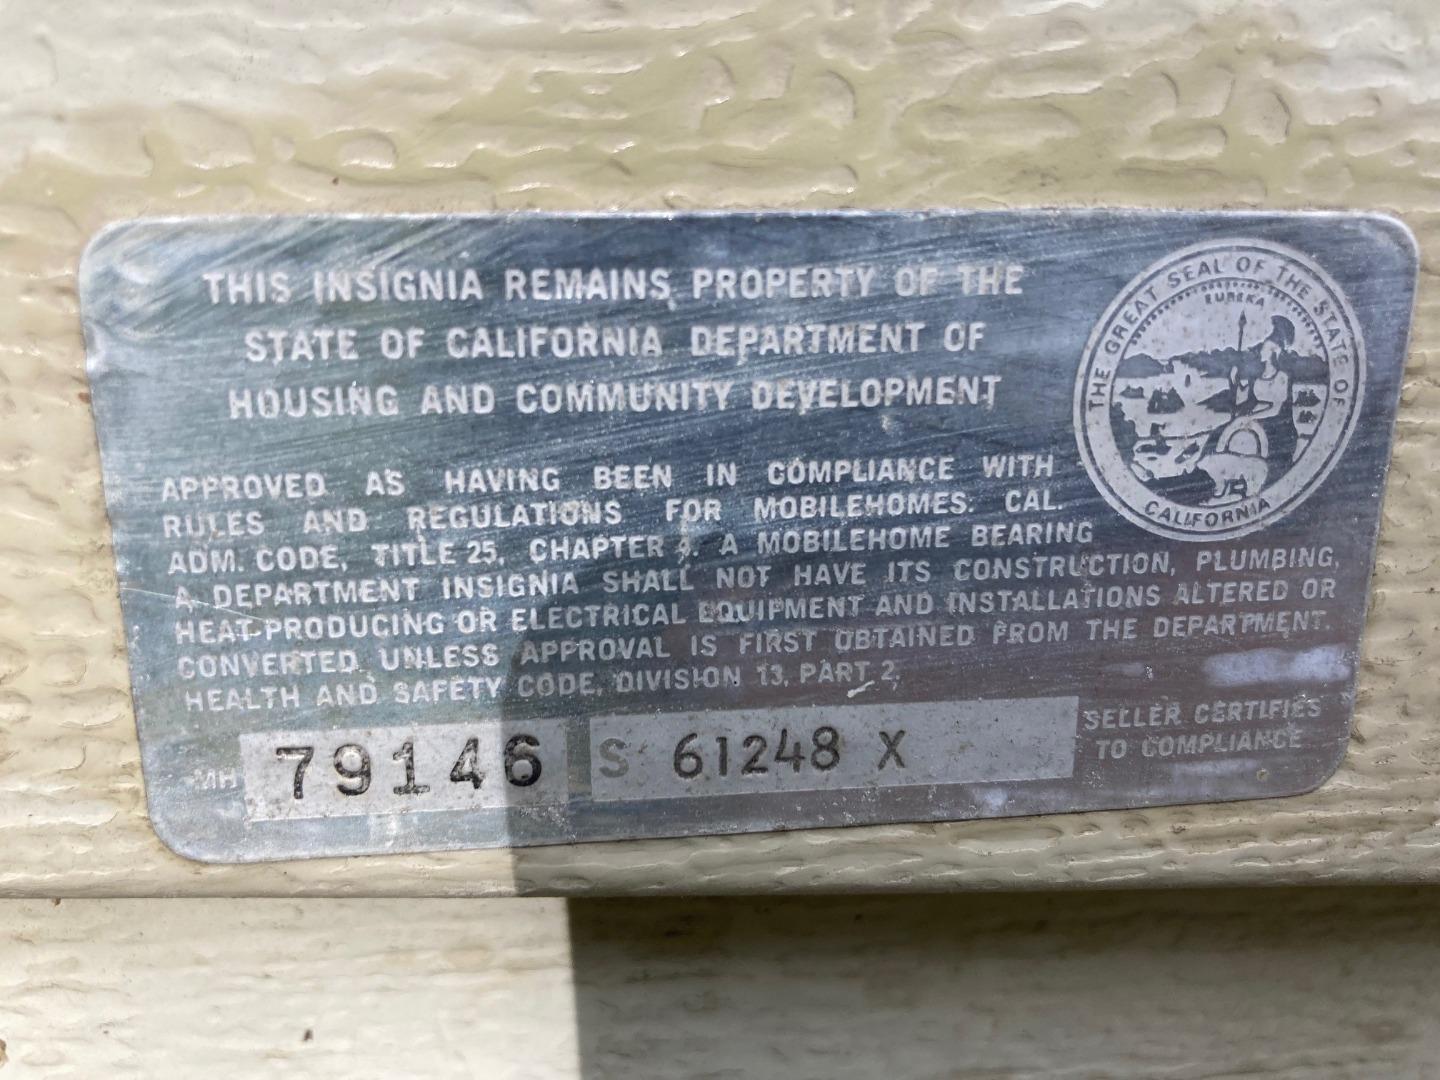 THIS INSIGNIA REMAINS PROPERTY OF THE
STATE OF CALIFORNIA DEPARTMENT OF
HOUSING AND COMMUNITY DEVELOPMENT
THE GREAT SEAL OF THE STATE OF CALIFORNIA
EUREKA
APPROVED AS HAVING BEEN IN COMPLIANCE WITH
RULES AND REGULATIONS FOR MOBILEHOMES. CAL.
ADM. CODE, TITLE 25, CHAPTER 4. A MOBILEHOME BEARING
A DEPARTMENT INSIGNIA SHALL NOT HAVE ITS CONSTRUCTION, PLUMBING,
HEAT-PRODUCING OR ELECTRICAL EQUIPMENT AND INSTALLATIONS ALTERED OR
CONVERTED UNLESS APPROVAL IS FIRST OBTAINED FROM THE DEPARTMENT.
HEALTH AND SAFETY CODE, DIVISION 13, PART 2.
MH 79146 S 61248 X
SELLER CERTIFIES
TO COMPLIANCE